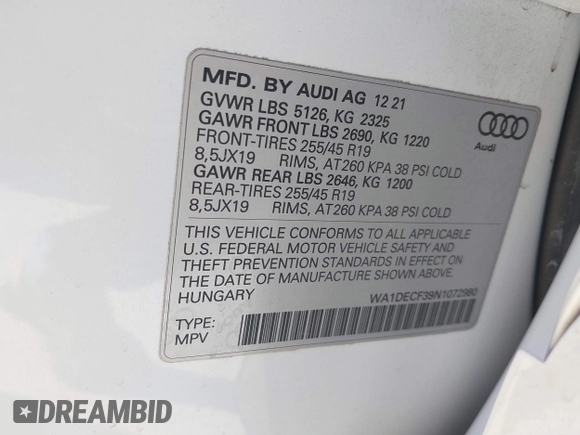 MFD. BY AUDI AG 12 21
GVWR LBS 5126, KG 2325
GAWR FRONT LBS 2690, KG 1220
FRONT-TIRES 255/45 R19
8,5JX19 RIMS, AT260 KPA 38 PSI COLD
GAWR REAR LBS 2646, KG 1200
REAR-TIRES 255/45 R19
8,5JX19 RIMS, AT260 KPA 38 PSI COLD
THIS VEHICLE CONFORMS TO ALL APPLICABLE
U.S. FEDERAL MOTOR VEHICLE SAFETY AND
THEFT PREVENTION STANDARDS IN EFFECT ON
THE DATE OF MANUFACTURE SHOWN ABOVE.
HUNGARY WA1DECF39N1072980
TYPE:
MPV
Audi
DREAMBID